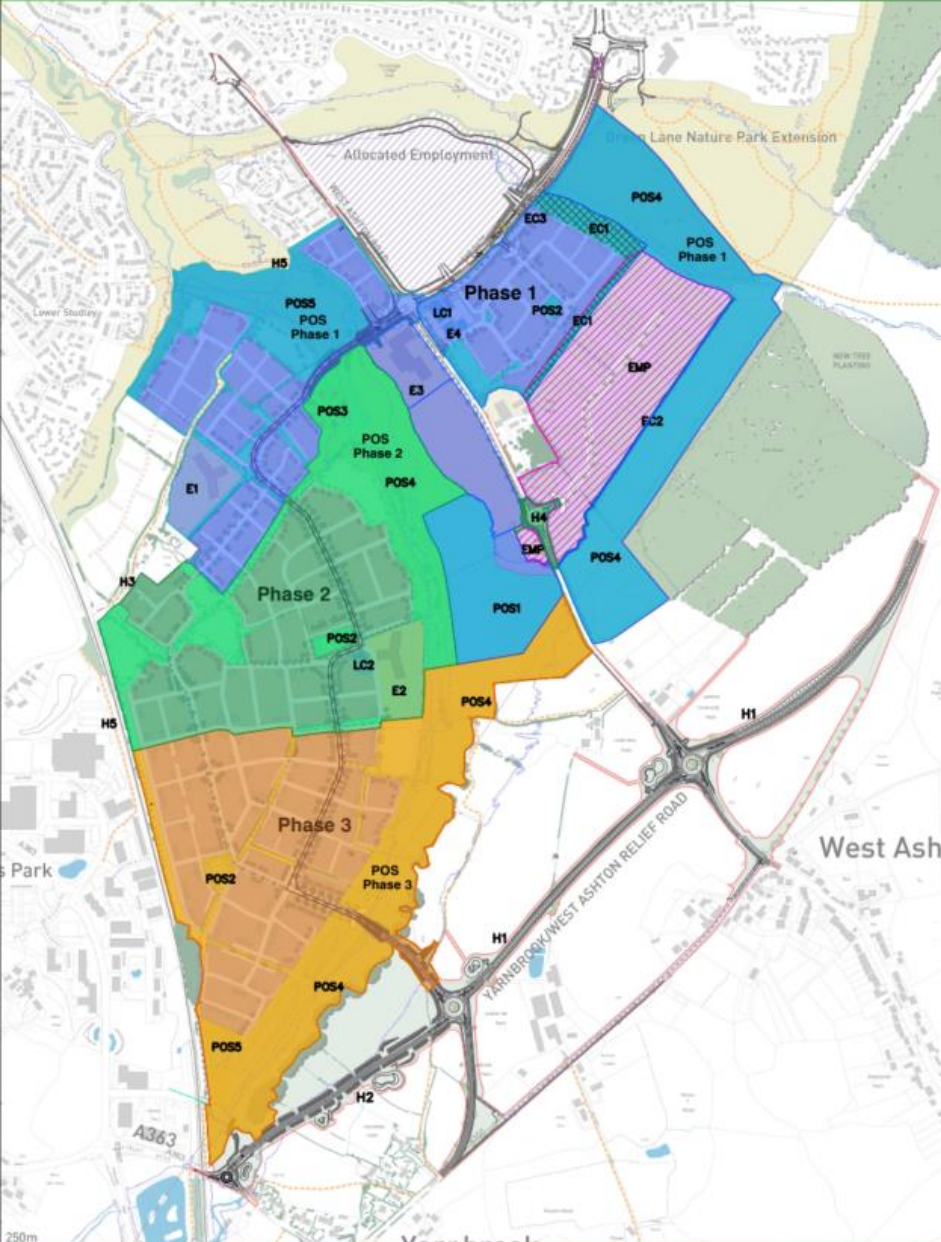 Green Lane Nature Park Extension
Allocated Employment
POS4
EC3
EC1
POS
Phase 1
H5
Phase 1
POS5
POS
Phase 1
LC1
POS2
E4
EC1
Lower Studley
NEW TREE
PLANTING
EMP
E3
POS3
EC2
POS
Phase 2
POS4
E1
H4
EMP
POS4
H3
Phase 2
POS1
POS2
LC2
E2
POS4
H5
H1
Phase 3
West Ash
s Park
POS2
POS
Phase 3
YARNBROOK/WEST ASHTON RELIEF ROAD
H1
POS4
POS5
H2
A363
250m
Yarnbrook